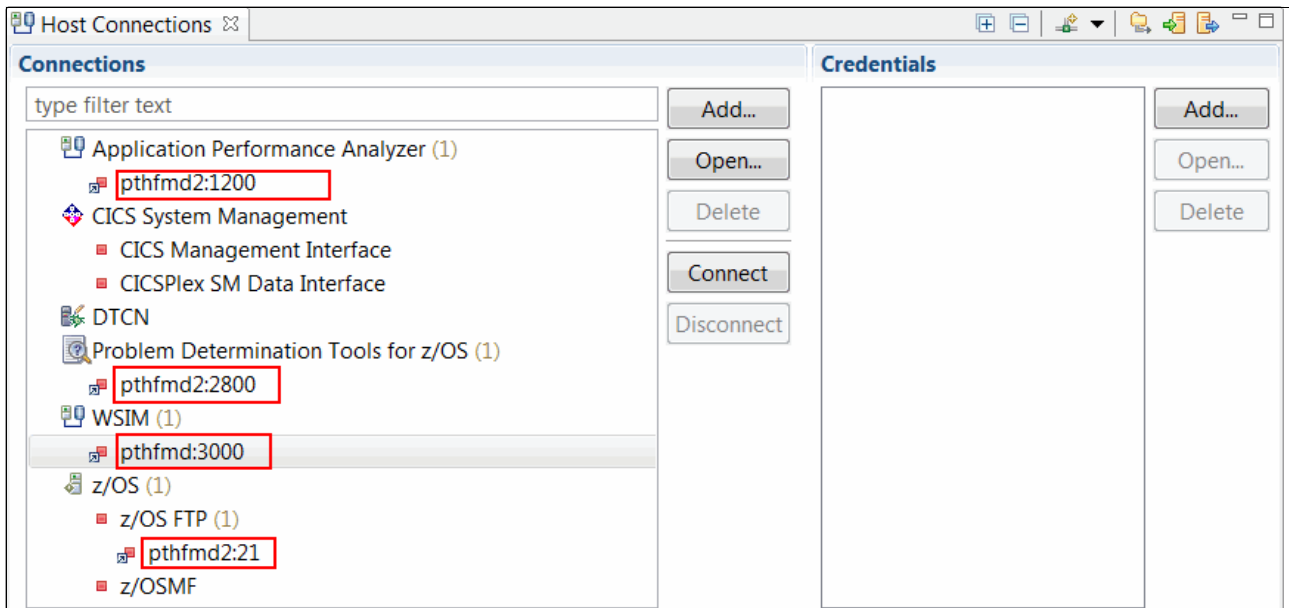 Host Connections
Connections
type filter text
Application Performance Analyzer (1)
pthfmd2:1200
CICS System Management
CICS Management Interface
CICSPlex SM Data Interface
DTCN
Problem Determination Tools for z/OS (1)
pthfmd2:2800
WSIM (1)
pthfmd:3000
z/OS (1)
z/OS FTP (1)
pthfmd2:21
z/OSMF
Add...
Open...
Delete
Connect
Disconnect
Credentials
Add...
Open...
Delete